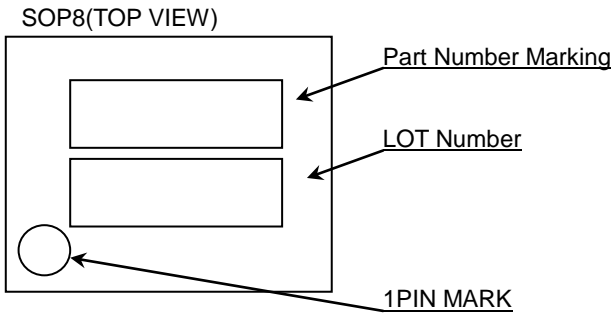 SOP8(TOP VIEW)
Part Number Marking
LOT Number
1PIN MARK